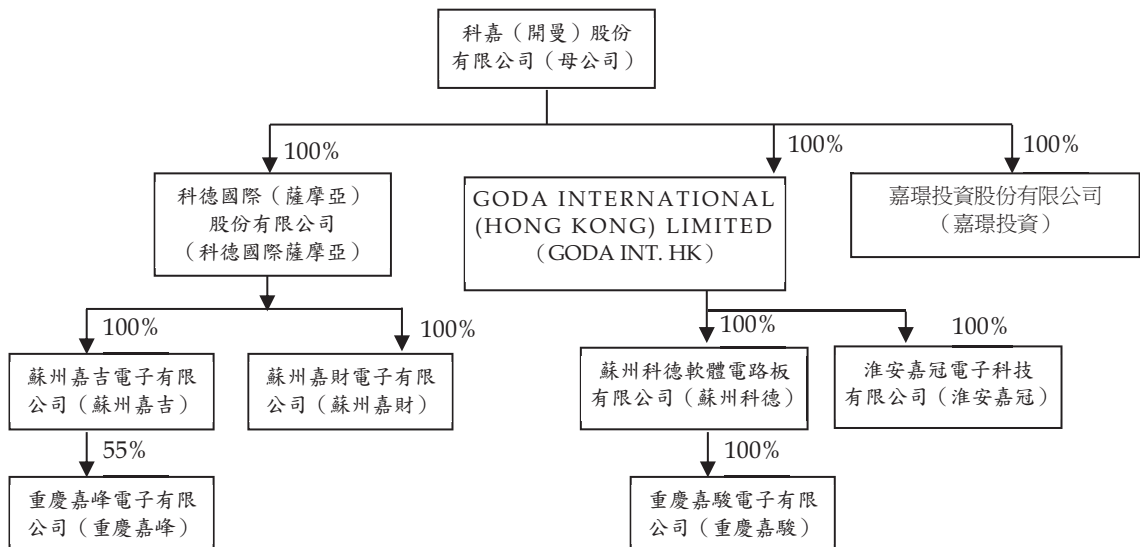 科嘉（開曼）股份
有限公司（母公司）
100%
100%
100%
科德國際（薩摩亞）
股份有限公司
（科德國際薩摩亞）
GODA INTERNATIONAL
(HONG KONG) LIMITED
（GODA INT. HK）
嘉璟投資股份有限公司
（嘉璟投資）
100%
100%
100%
100%
蘇州嘉吉電子有限
公司（蘇州嘉吉）
蘇州嘉財電子有限
公司（蘇州嘉財）
蘇州科德軟體電路板
有限公司（蘇州科德）
淮安嘉冠電子科技
有限公司（淮安嘉冠）
55%
100%
重慶嘉峰電子有限
公司（重慶嘉峰）
重慶嘉駿電子有限
公司（重慶嘉駿）